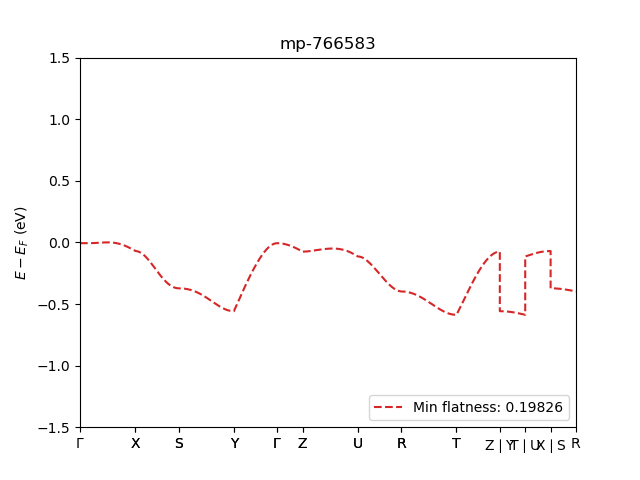 mp-766583
1.5
1.0
0.5
0.0
−0.5
−1.0
−1.5
E − E_F (eV)
Min flatness: 0.19826
Γ X S Y Γ Z U R T Z | Y T | U X | S R